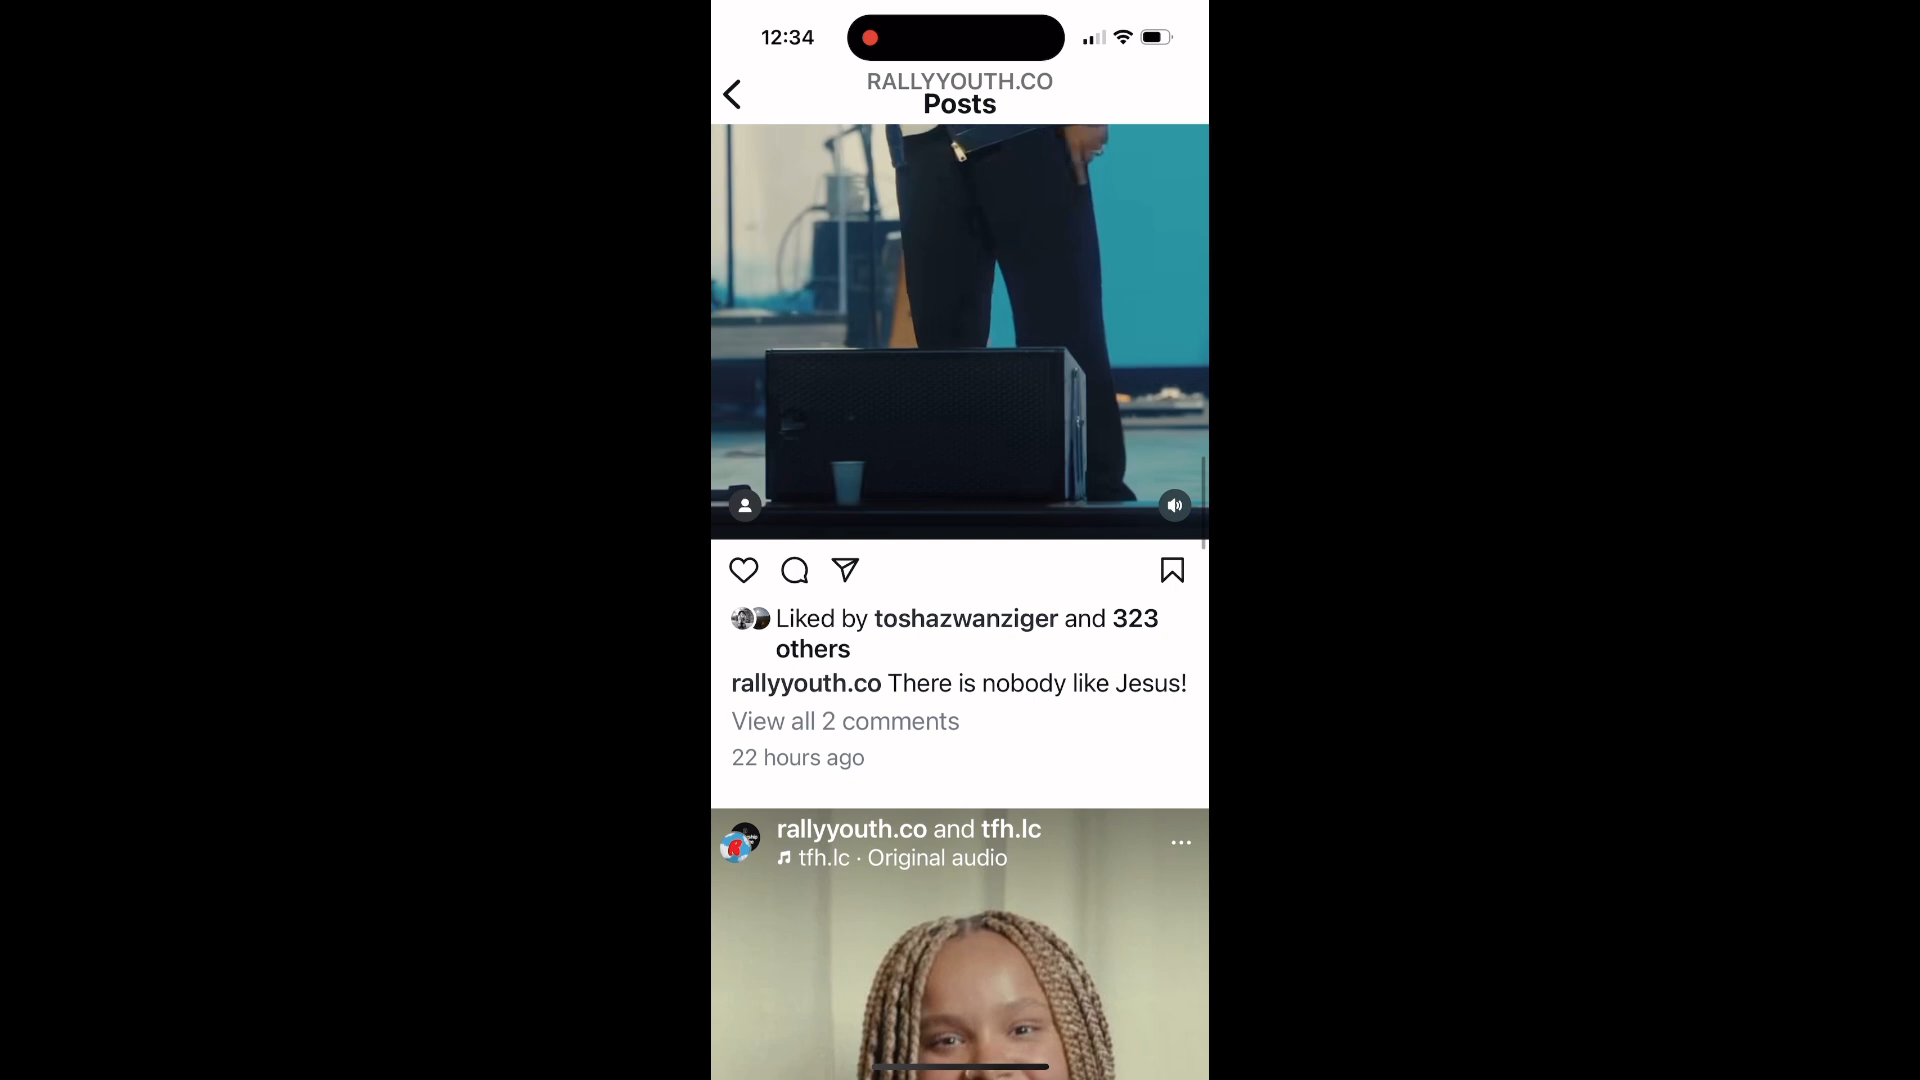 12:34
RALLYYOUTH.CO
Posts
Liked by toshazwanziger and 323
others
rallyyouth.co There is nobody like Jesus!
View all 2 comments
22 hours ago
rallyyouth.co and tfh.lc
tfh.lc · Original audio